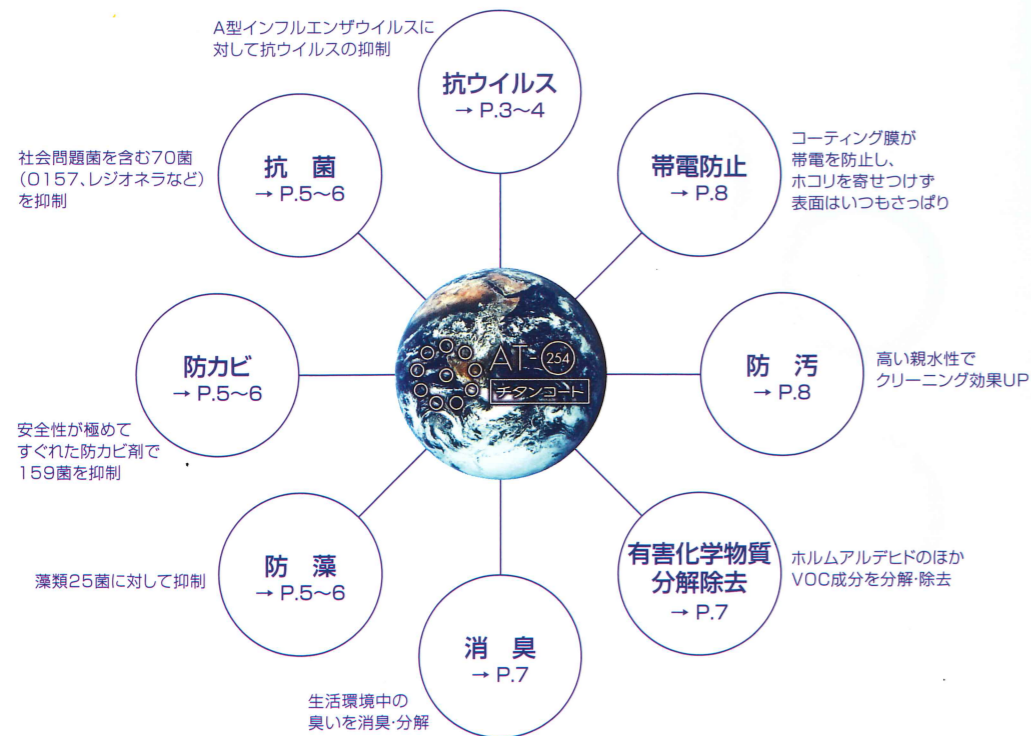 A型インフルエンザウイルスに
対して抗ウイルスの抑制
抗ウイルス
→ P.3〜4
社会問題菌を含む70菌
（O157、レジオネラなど）
を抑制
抗 菌
→ P.5〜6
帯電防止
→ P.8
コーティング膜が
帯電を防止し、
ホコリを寄せつけず
表面はいつもさっぱり
防カビ
→ P.5〜6
安全性が極めて
すぐれた防カビ剤で
159菌を抑制
AT-254
チタンコート
防 汚
→ P.8
高い親水性で
クリーニング効果UP
藻類25菌に対して抑制
防 藻
→ P.5〜6
有害化学物質
分解除去
→ P.7
ホルムアルデヒドのほか
VOC成分を分解・除去
消 臭
→ P.7
生活環境中の
臭いを消臭・分解